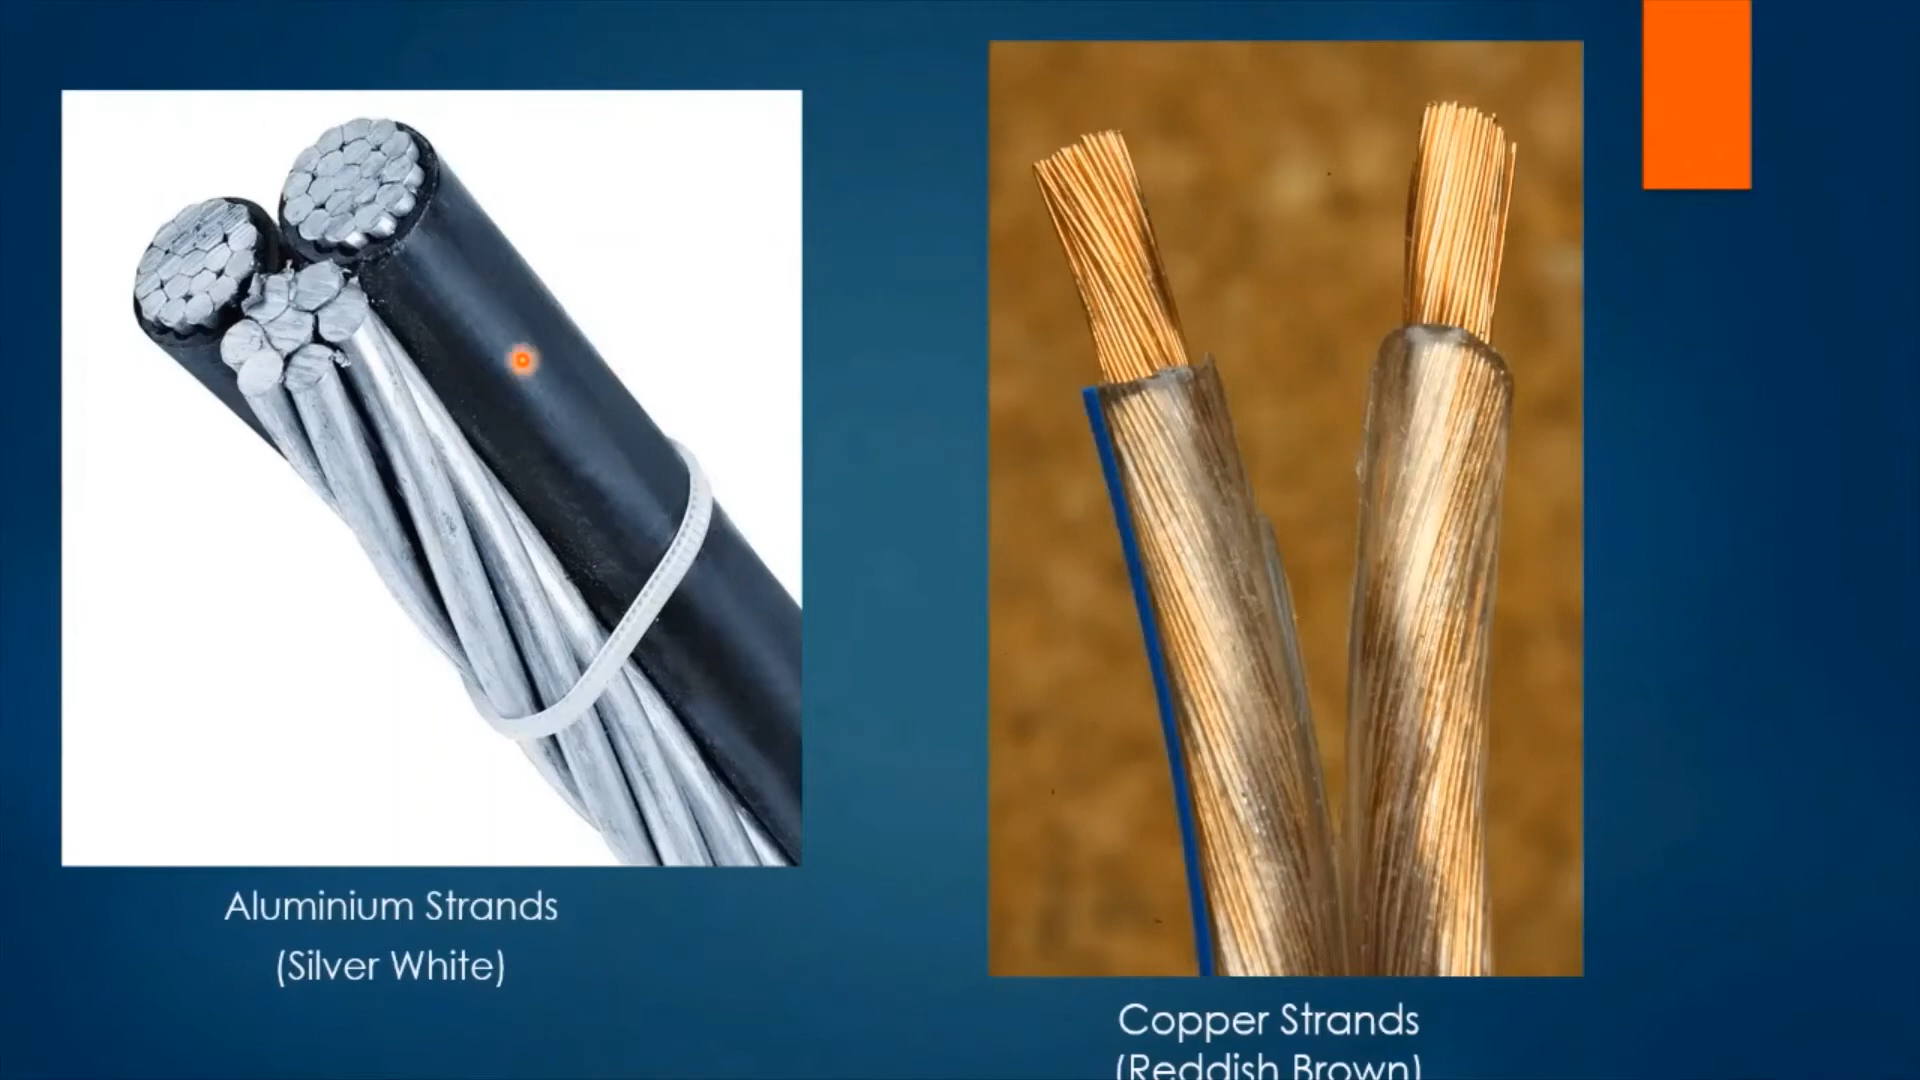 Aluminium Strands
(Silver White)
Copper Strands
(Reddish Brown)